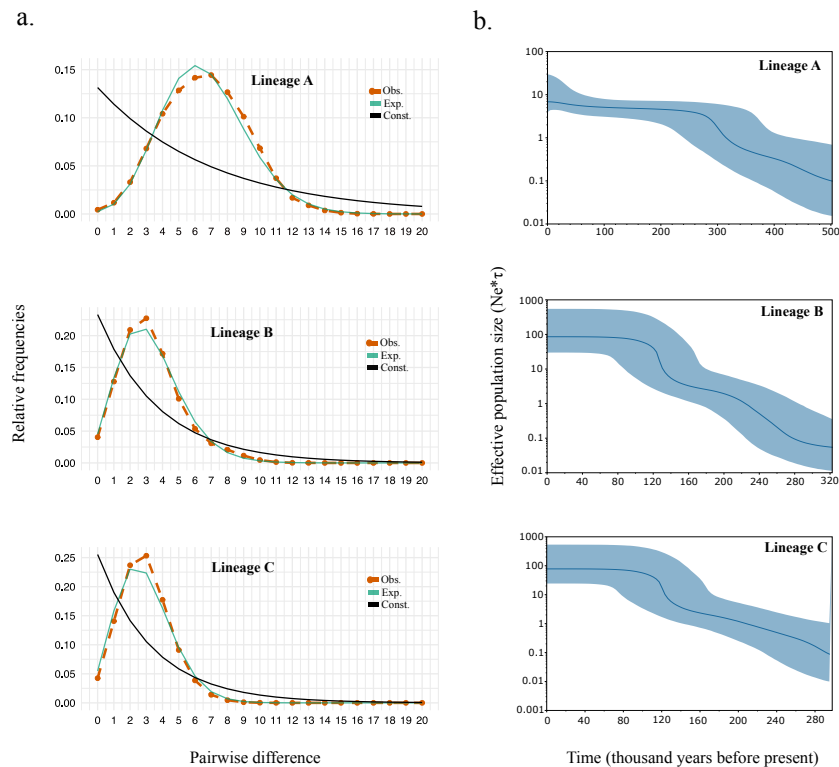 a.
Lineage A
Obs.
Exp.
Const.
0.15
0.10
0.05
0.00
0 1 2 3 4 5 6 7 8 9 10 11 12 13 14 15 16 17 18 19 20
Lineage B
Obs.
Exp.
Const.
0.20
0.15
0.10
0.05
0.00
0 1 2 3 4 5 6 7 8 9 10 11 12 13 14 15 16 17 18 19 20
Lineage C
Obs.
Exp.
Const.
0.25
0.20
0.15
0.10
0.05
0.00
0 1 2 3 4 5 6 7 8 9 10 11 12 13 14 15 16 17 18 19 20
Relative frequencies
Pairwise difference
b.
Lineage A
100
10
1
0.1
0.01
0 100 200 300 400 500
Lineage B
1000
100
10
1
0.1
0.01
0 40 80 120 160 200 240 280 320
Lineage C
1000
100
10
1
0.1
0.01
0.001
0 40 80 120 160 200 240 280
Effective population size (Ne*τ)
Time (thousand years before present)